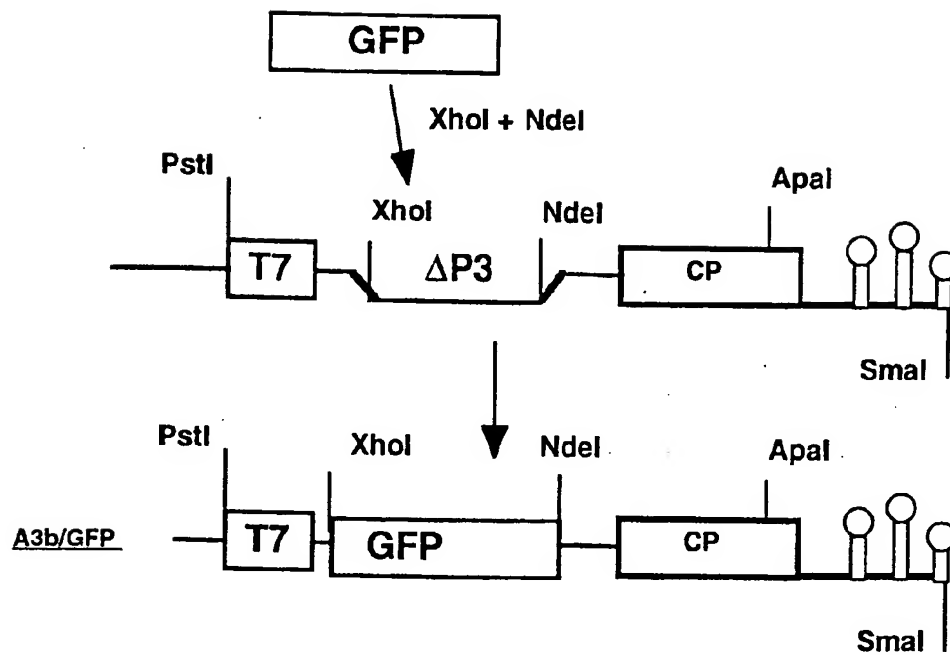 GFP
XhoI + NdeI
PstI
XhoI
NdeI
ApaI
T7
ΔP3
CP
SmaI
PstI
XhoI
NdeI
ApaI
A3b/GFP
T7
GFP
CP
SmaI